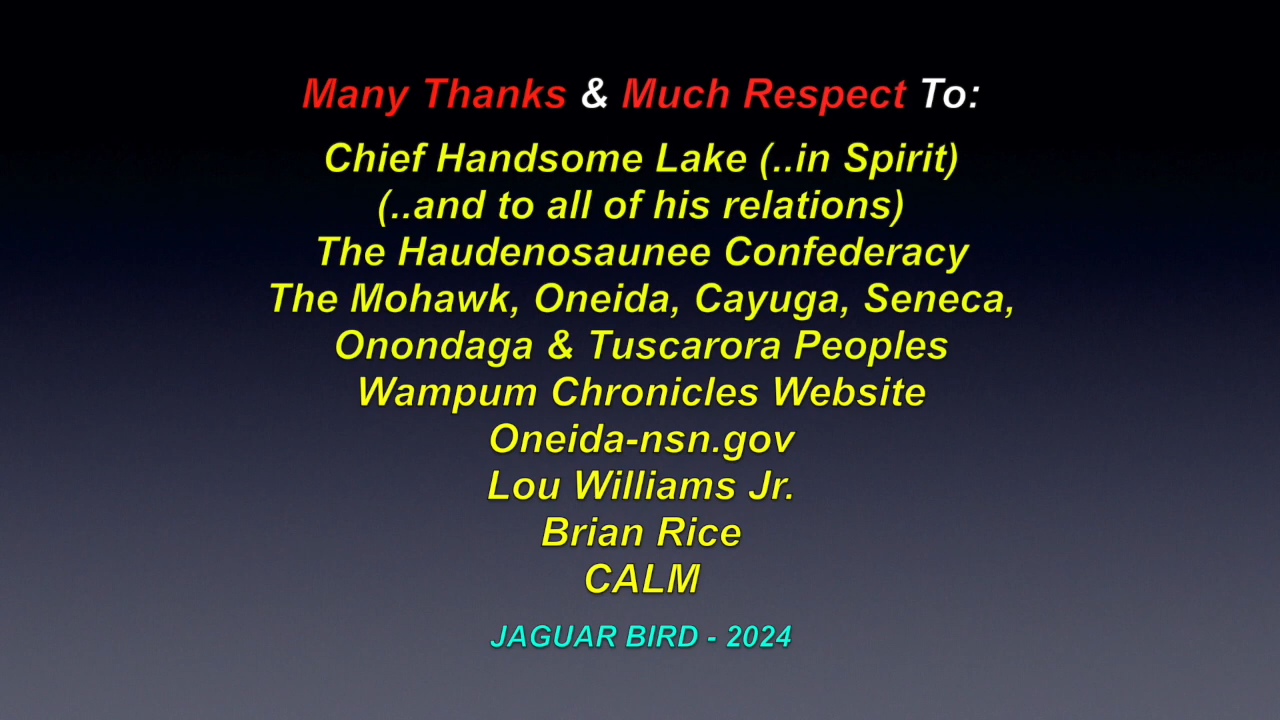 Many Thanks & Much Respect To:
Chief Handsome Lake (..in Spirit)
(..and to all of his relations)
The Haudenosaunee Confederacy
The Mohawk, Oneida, Cayuga, Seneca,
Onondaga & Tuscarora Peoples
Wampum Chronicles Website
Oneida-nsn.gov
Lou Williams Jr.
Brian Rice
CALM
JAGUAR BIRD - 2024